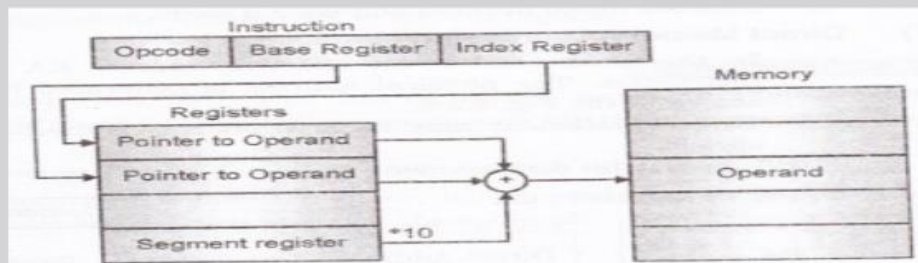 Instruction
Opcode Base Register Index Register
Memory
Registers
Pointer to Operand
Pointer to Operand
+
Operand
Segment register
*10